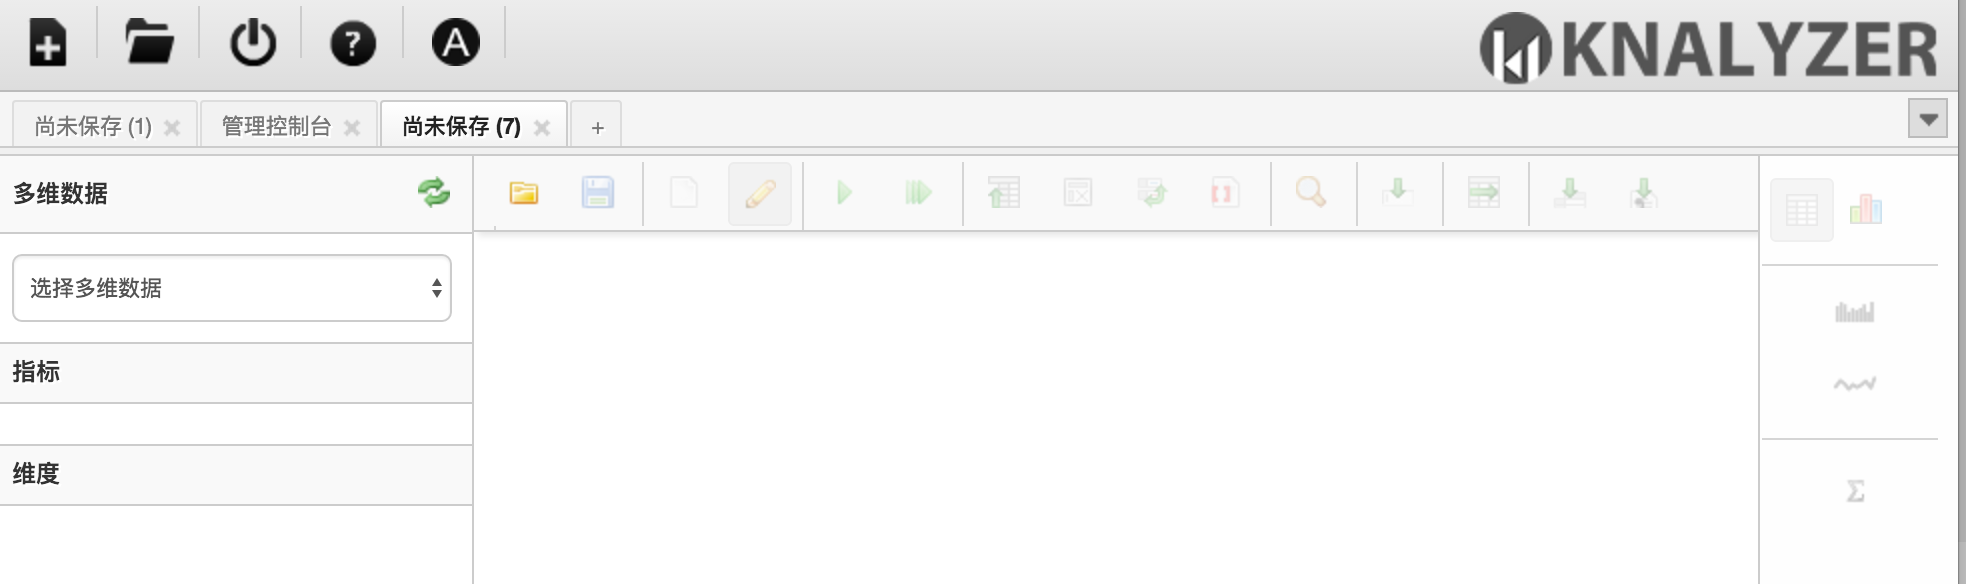 KNALYZER
尚未保存 (1)
管理控制台
尚未保存 (7)
+
多维数据
选择多维数据
指标
维度
Σ